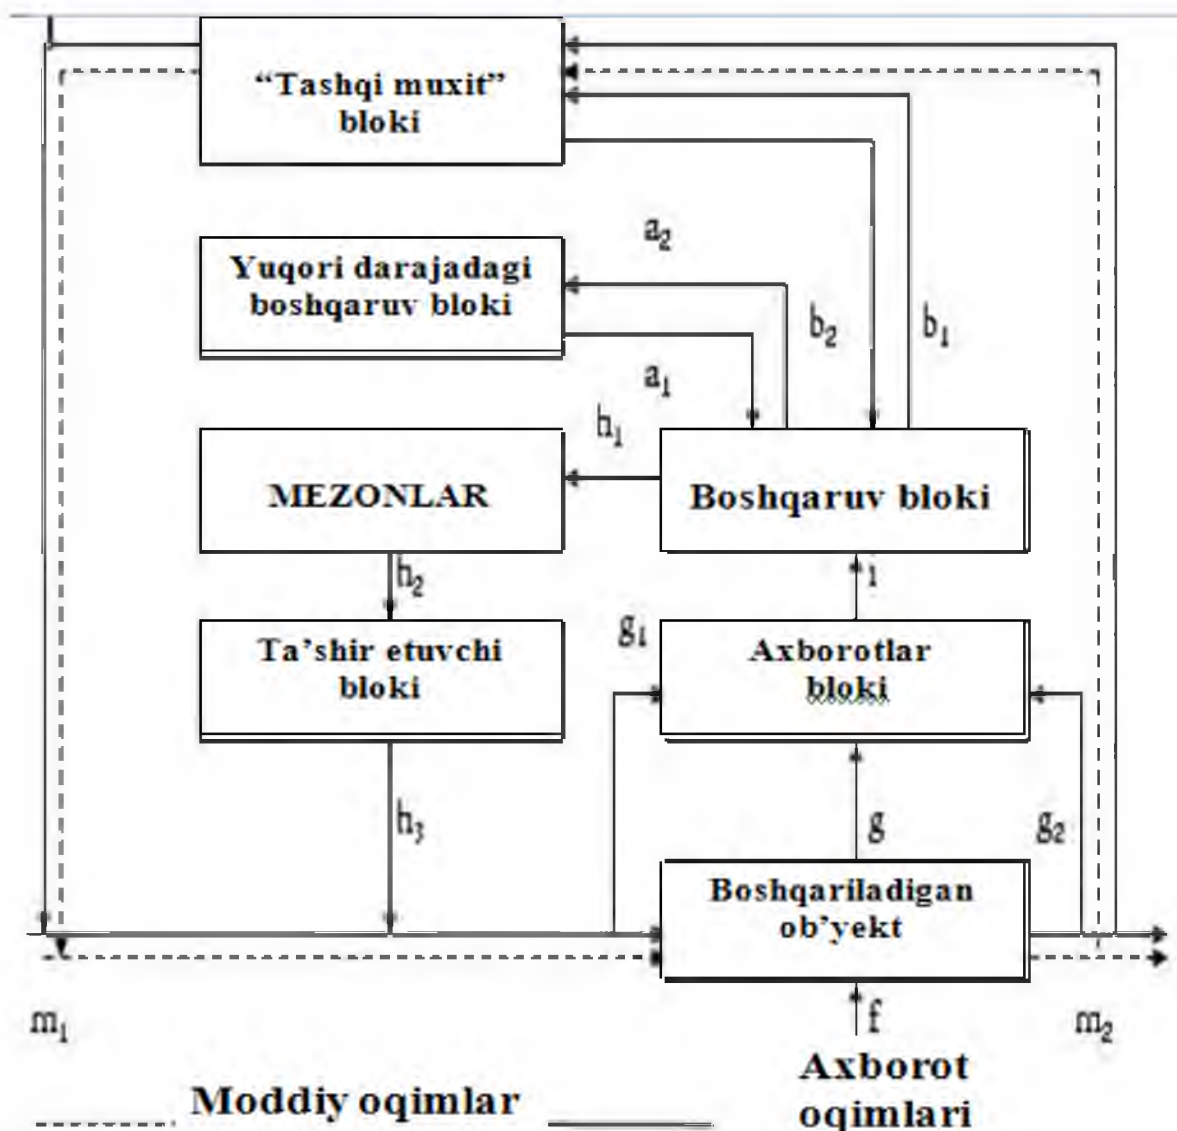 “Tashqi muxit”
bloki
a₂
Yuqori darajadagi
boshqaruv bloki
b₂
b₁
a₁
h₁
MEZONLAR
Boshqaruv bloki
h₂
i
Ta’shir etuvchi
bloki
g₁
Axborotlar
bloki
h₃
g
g₂
Boshqariladigan
ob’yekt
m₁
f
m₂
Moddiy oqimlar
Axborot
oqimlari